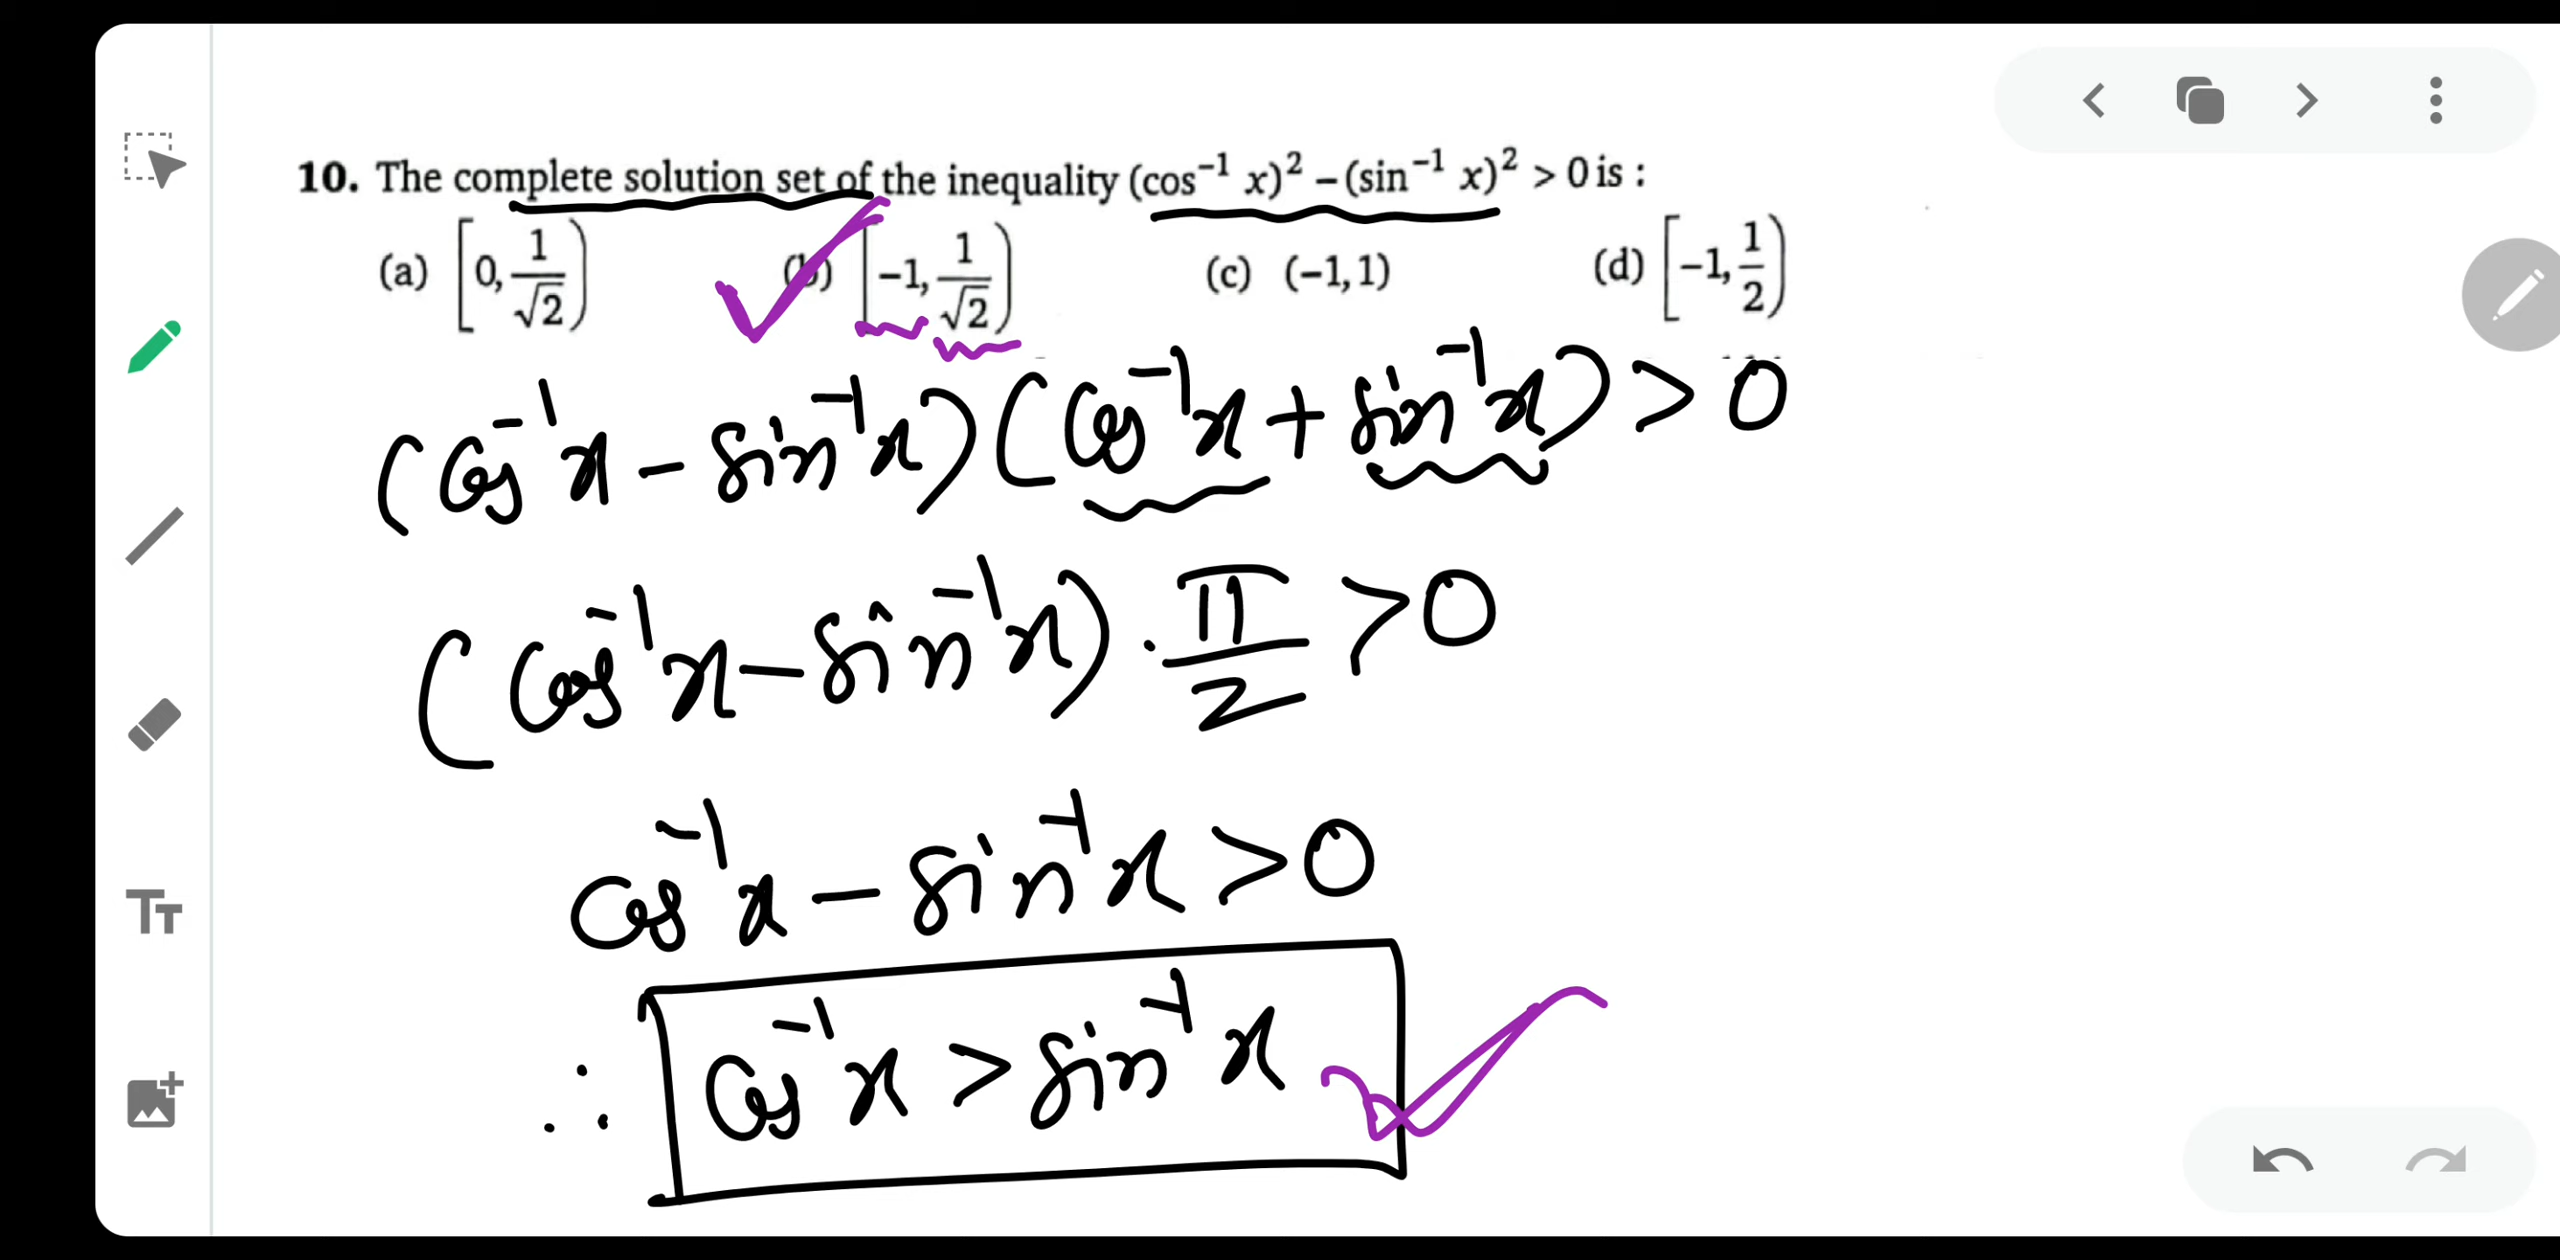 10. The complete solution set of the inequality (cos⁻¹ x)² – (sin⁻¹ x)² > 0 is :
(a) [0, 1/√2) (b) [–1, 1/√2) (c) (–1, 1) (d) [–1, 1/2)
(cos⁻¹x – sin⁻¹x)(cos⁻¹x + sin⁻¹x) > 0
(cos⁻¹x – sin⁻¹x) · π/2 > 0
cos⁻¹x – sin⁻¹x > 0
∴ cos⁻¹x > sin⁻¹x